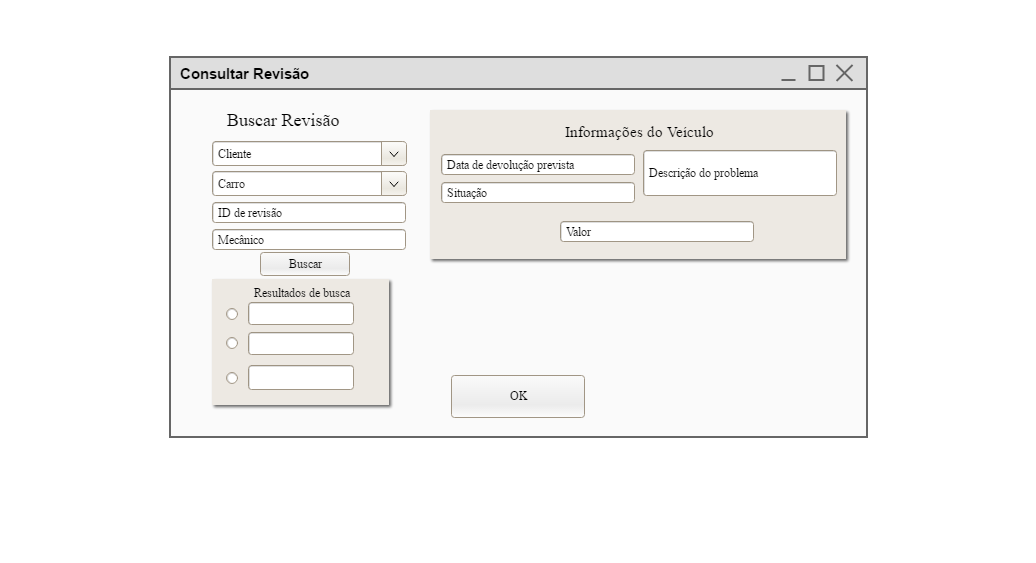 Consultar Revisão
Buscar Revisão
Cliente
Carro
ID de revisão
Mecânico
Buscar
Resultados de busca
Informações do Veículo
Data de devolução prevista
Situação
Descrição do problema
Valor
OK